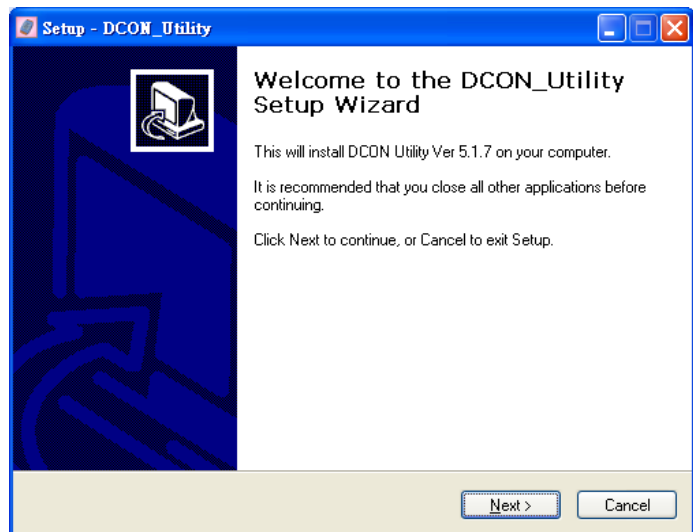 Setup - DCON_Utility
Welcome to the DCON_Utility
Setup Wizard
This will install DCON Utility Ver 5.1.7 on your computer.
It is recommended that you close all other applications before
continuing.
Click Next to continue, or Cancel to exit Setup.
Next >
Cancel